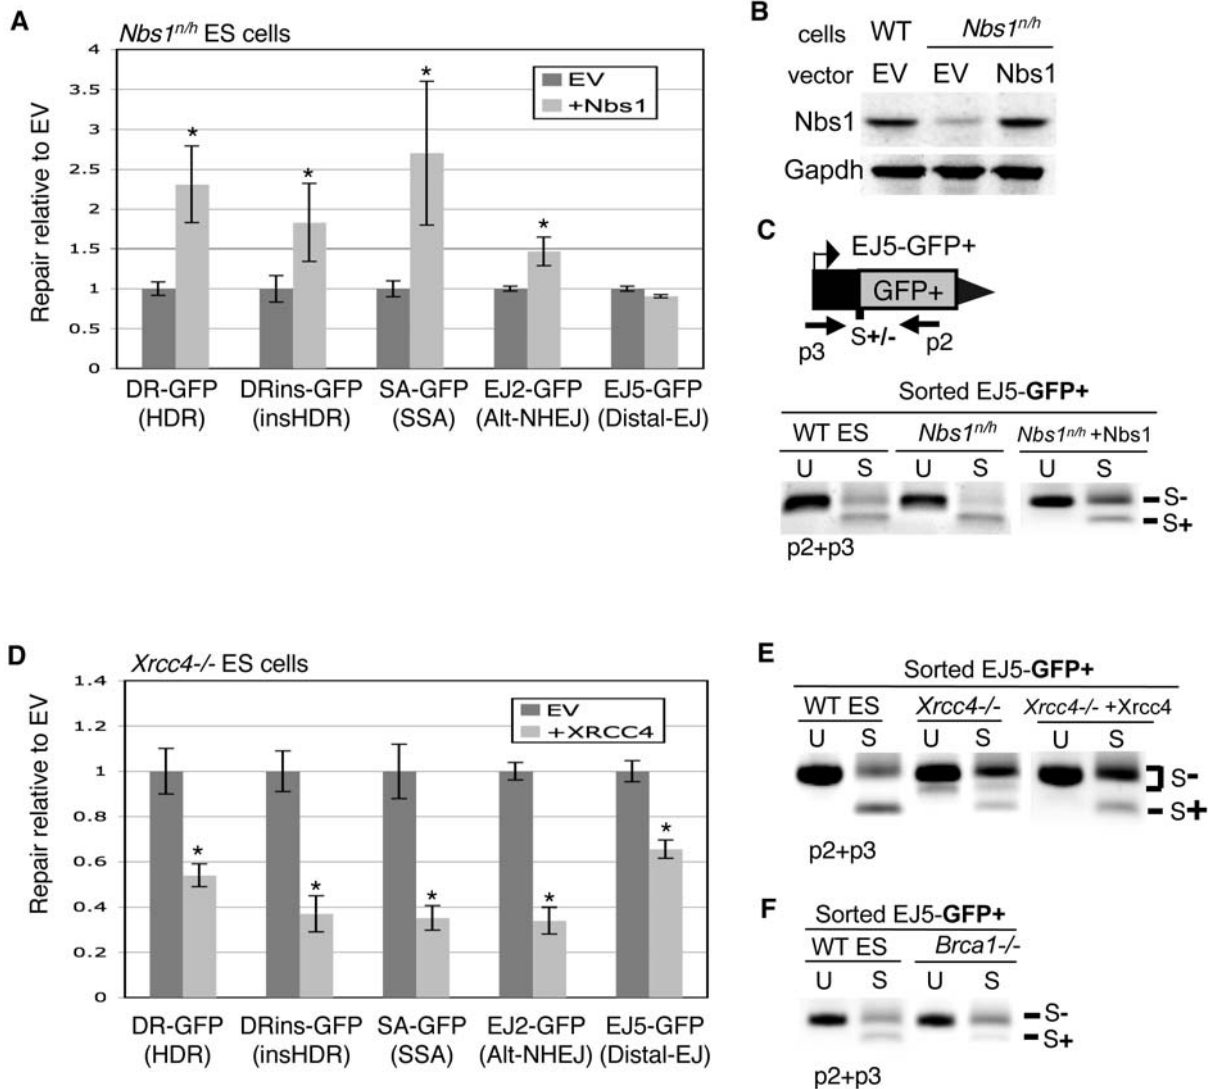 A
Nbs1n/h ES cells
Repair relative to EV
4
3.5
3
2.5
2
1.5
1
0.5
0
EV
+Nbs1
* * * *
DR-GFP DRins-GFP SA-GFP EJ2-GFP EJ5-GFP
(HDR) (insHDR) (SSA) (Alt-NHEJ) (Distal-EJ)
B
cells WT Nbs1n/h
vector EV EV Nbs1
Nbs1
Gapdh
C
EJ5-GFP+
GFP+
p3 S+/- p2
Sorted EJ5-GFP+
WT ES Nbs1n/h Nbs1n/h +Nbs1
U S U S U S
S-
S+
p2+p3
D
Xrcc4-/- ES cells
Repair relative to EV
1.4
1.2
1
0.8
0.6
0.4
0.2
0
EV
+XRCC4
* * * * *
DR-GFP DRins-GFP SA-GFP EJ2-GFP EJ5-GFP
(HDR) (insHDR) (SSA) (Alt-NHEJ) (Distal-EJ)
E
Sorted EJ5-GFP+
WT ES Xrcc4-/- Xrcc4-/- +Xrcc4
U S U S U S
S-
S+
p2+p3
F
Sorted EJ5-GFP+
WT ES Brca1-/-
U S U S
S-
S+
p2+p3